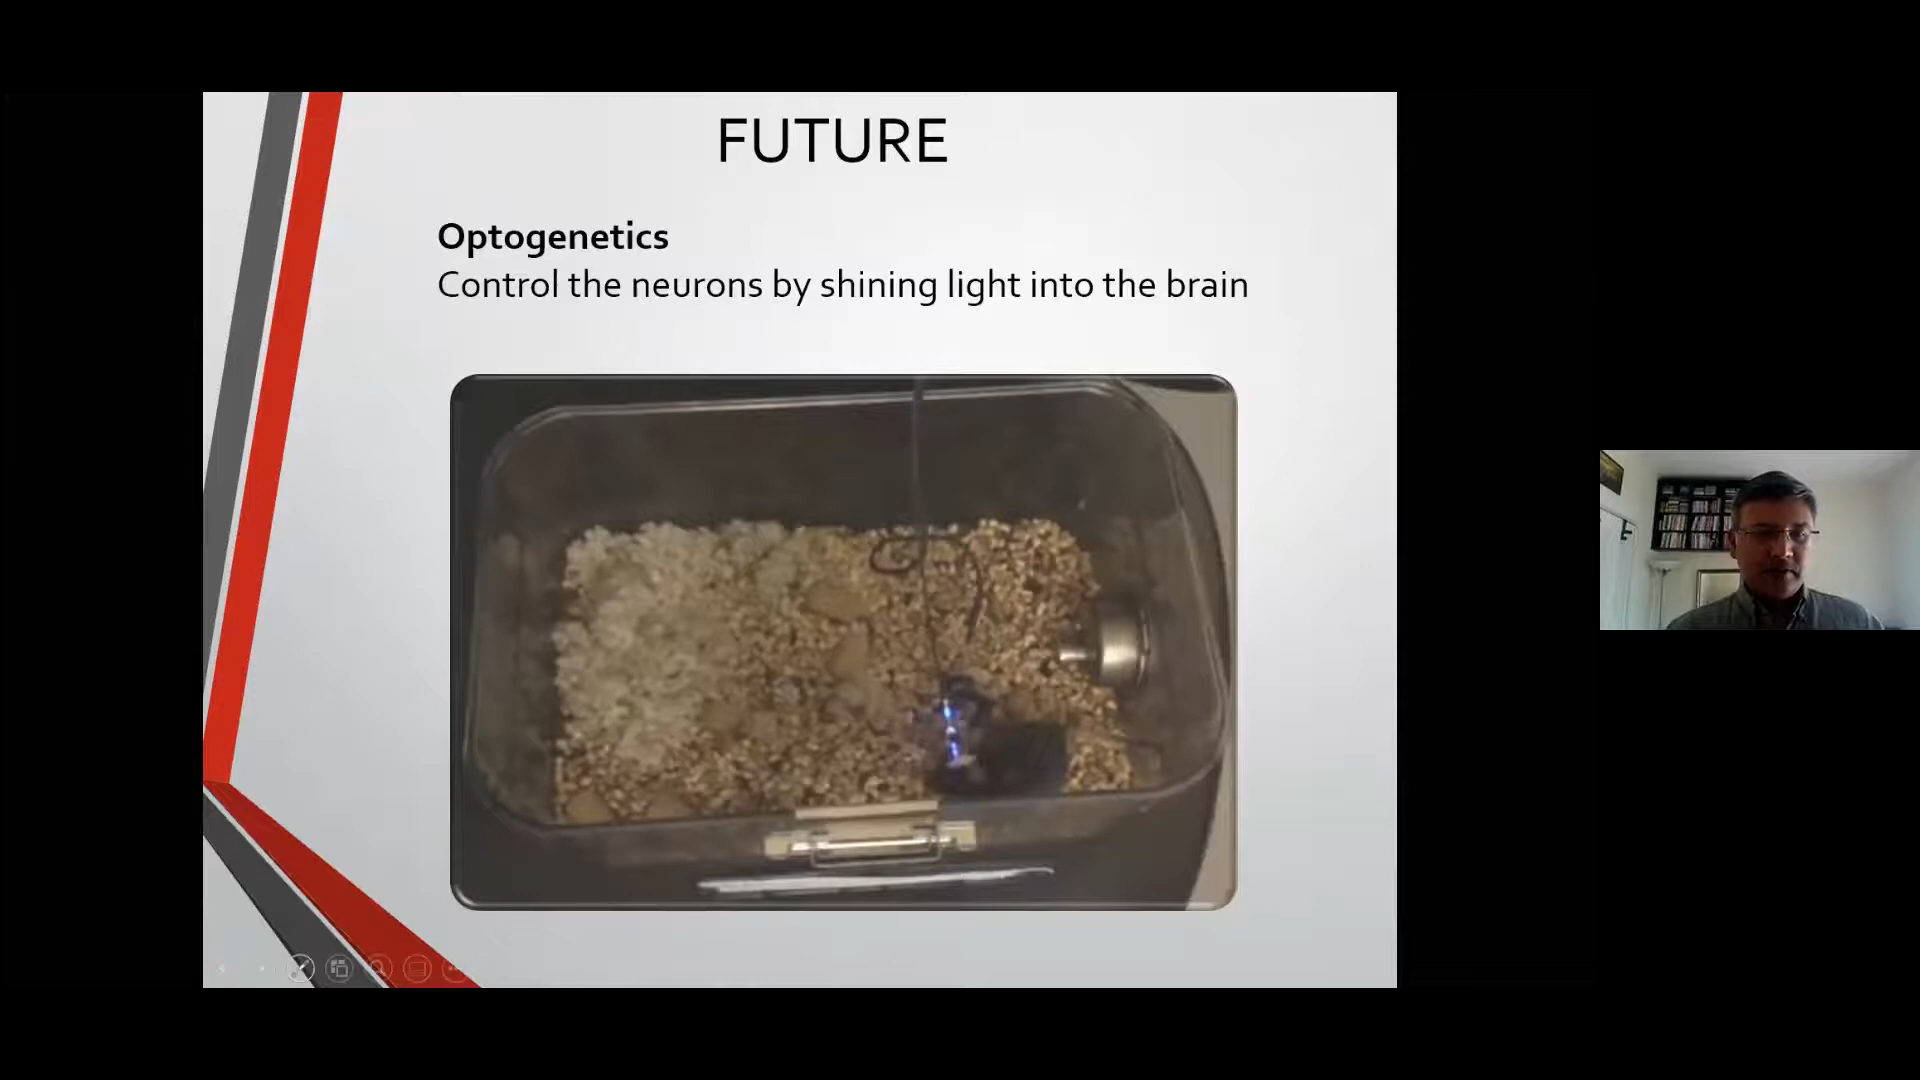 FUTURE
Optogenetics
Control the neurons by shining light into the brain